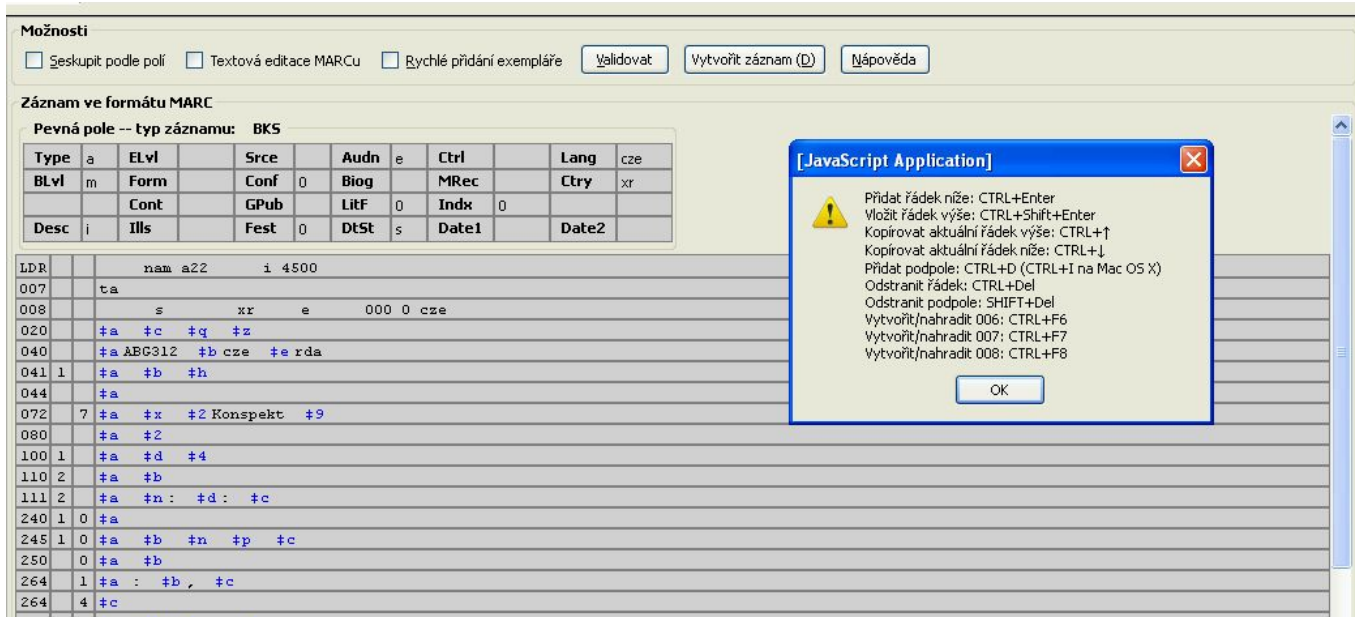 Možnosti
Seskupit podle polí Textová editace MARCu Rychlé přidání exempláře Validovat Vytvořit záznam (D) Nápověda
Záznam ve formátu MARC
Pevná pole -- typ záznamu: BKS
Type a ELvl Srce Audn e Ctrl Lang cze
BLvl m Form Conf 0 Biog MRec Ctry xr
Cont GPub LitF 0 Indx 0
Desc i Ills Fest 0 DtSt s Date1 Date2
LDR nam a22 i 4500
007 ta
008 s xr e 000 0 cze
020 ‡a ‡c ‡q ‡z
040 ‡a ABG312 ‡b cze ‡e rda
041 1 ‡a ‡b ‡h
044 ‡a
072 7 ‡a ‡x ‡2 Konspekt ‡9
080 ‡a ‡2
100 1 ‡a ‡d ‡4
110 2 ‡a ‡b
111 2 ‡a ‡n : ‡d : ‡c
240 1 0 ‡a
245 1 0 ‡a ‡b ‡n ‡p ‡c
250 0 ‡a ‡b
264 1 ‡a : ‡b , ‡c
264 4 ‡c
[JavaScript Application]
Přidat řádek níže: CTRL+Enter
Vložit řádek výše: CTRL+Shift+Enter
Kopírovat aktuální řádek výše: CTRL+↑
Kopírovat aktuální řádek níže: CTRL+↓
Přidat podpole: CTRL+D (CTRL+I na Mac OS X)
Odstranit řádek: CTRL+Del
Odstranit podpole: SHIFT+Del
Vytvořit/nahradit 006: CTRL+F6
Vytvořit/nahradit 007: CTRL+F7
Vytvořit/nahradit 008: CTRL+F8
OK